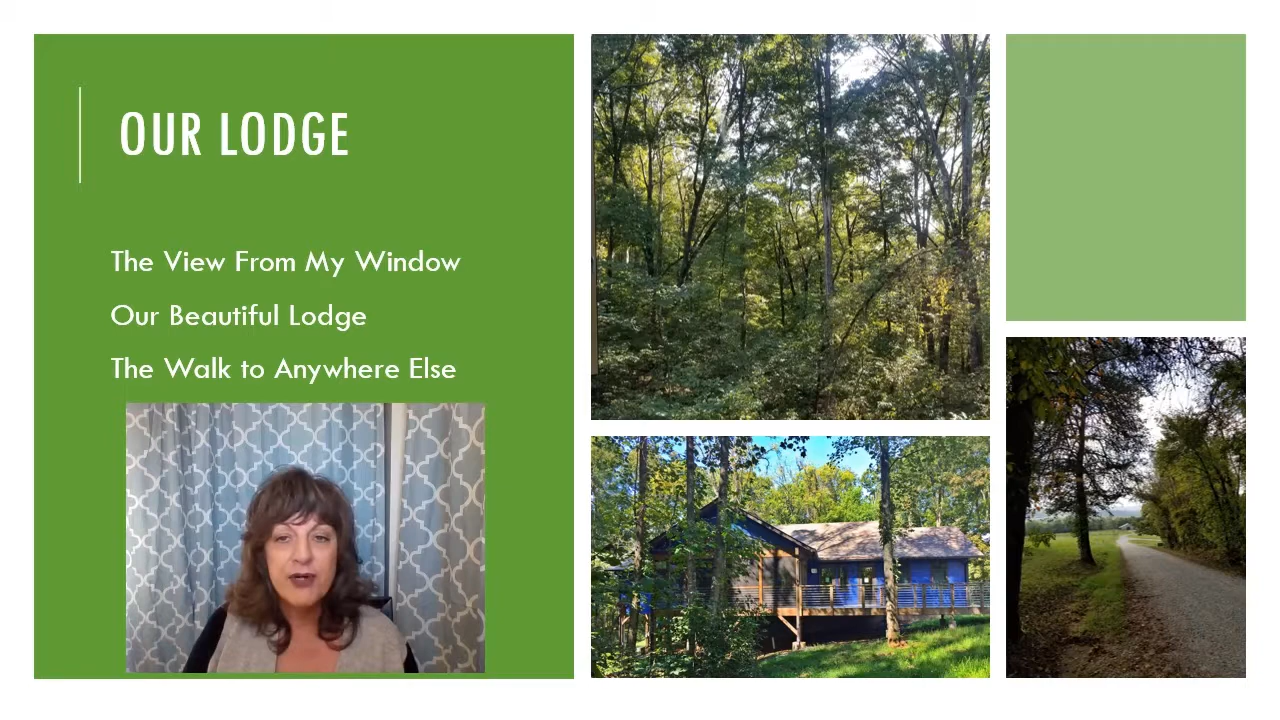 OUR LODGE
The View From My Window
Our Beautiful Lodge
The Walk to Anywhere Else